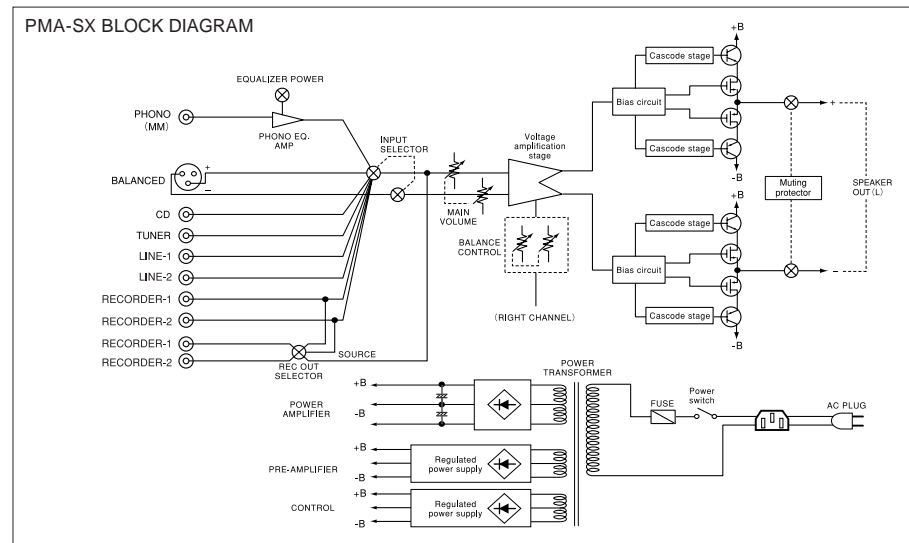 PMA-SX BLOCK DIAGRAM
EQUALIZER POWER
PHONO
(MM)
PHONO EQ.
AMP
INPUT
SELECTOR
BALANCED
+
–
CD
TUNER
LINE-1
LINE-2
RECORDER-1
RECORDER-2
RECORDER-1
RECORDER-2
REC OUT
SELECTOR
SOURCE
MAIN
VOLUME
Voltage
amplification
stage
BALANCE
CONTROL
(RIGHT CHANNEL)
+B
Cascode stage
Bias circuit
Cascode stage
-B
+B
Cascode stage
Bias circuit
Cascode stage
-B
+
Muting
protector
SPEAKER
OUT(L)
–
POWER
TRANSFORMER
+B
POWER
AMPLIFIER
-B
+B
PRE-AMPLIFIER
-B
Regulated
power supply
+B
CONTROL
-B
Regulated
power supply
FUSE
Power
switch
AC PLUG